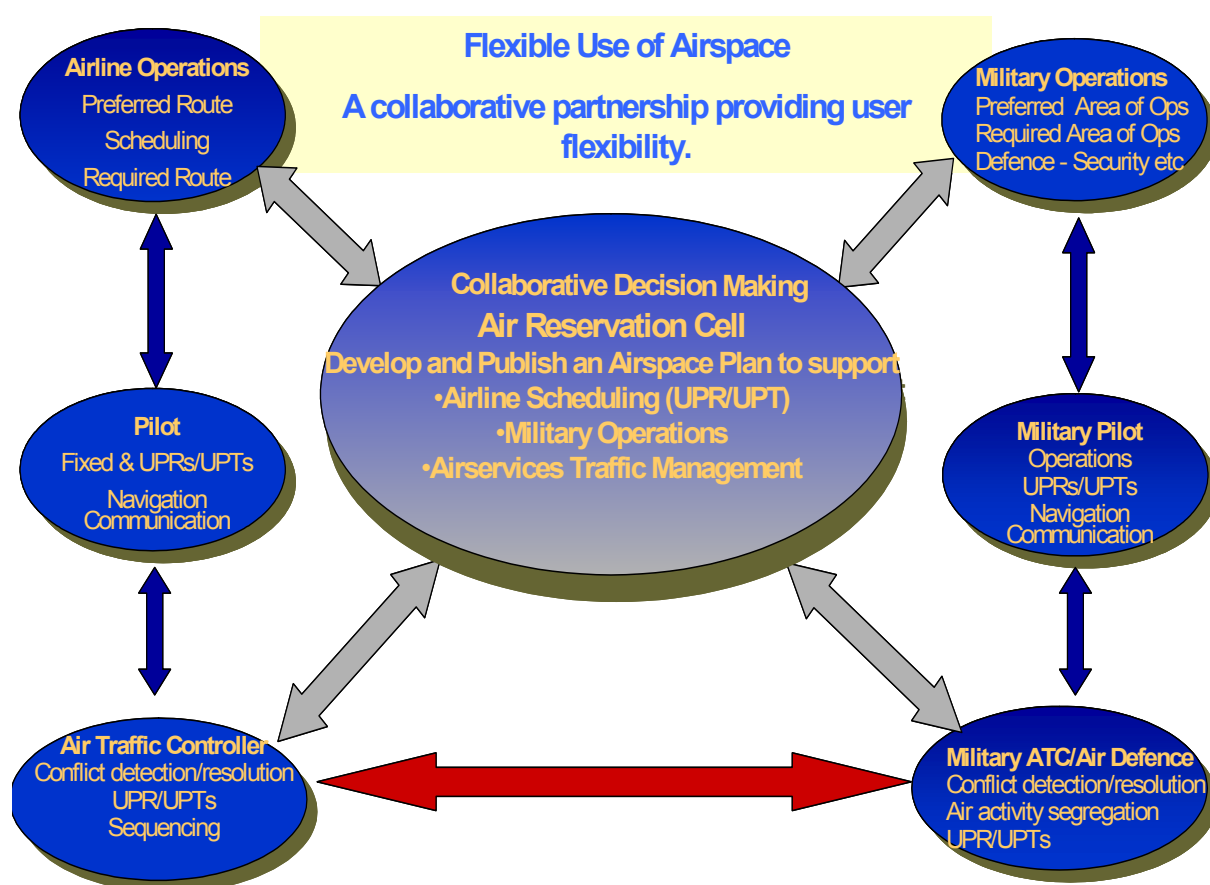 Flexible Use of Airspace
A collaborative partnership providing user
flexibility.
Airline Operations
Preferred Route
Scheduling
Required Route
Military Operations
Preferred Area of Ops
Required Area of Ops
Defence - Security etc
Collaborative Decision Making
Air Reservation Cell
Develop and Publish an Airspace Plan to support
•Airline Scheduling (UPR/UPT)
•Military Operations
•Airservices Traffic Management
Pilot
Fixed & UPRs/UPTs
Navigation
Communication
Military Pilot
Operations
UPRs/UPTs
Navigation
Communication
Air Traffic Controller
Conflict detection/resolution
UPR/UPTs
Sequencing
Military ATC/Air Defence
Conflict detection/resolution
Air activity segregation
UPR/UPTs